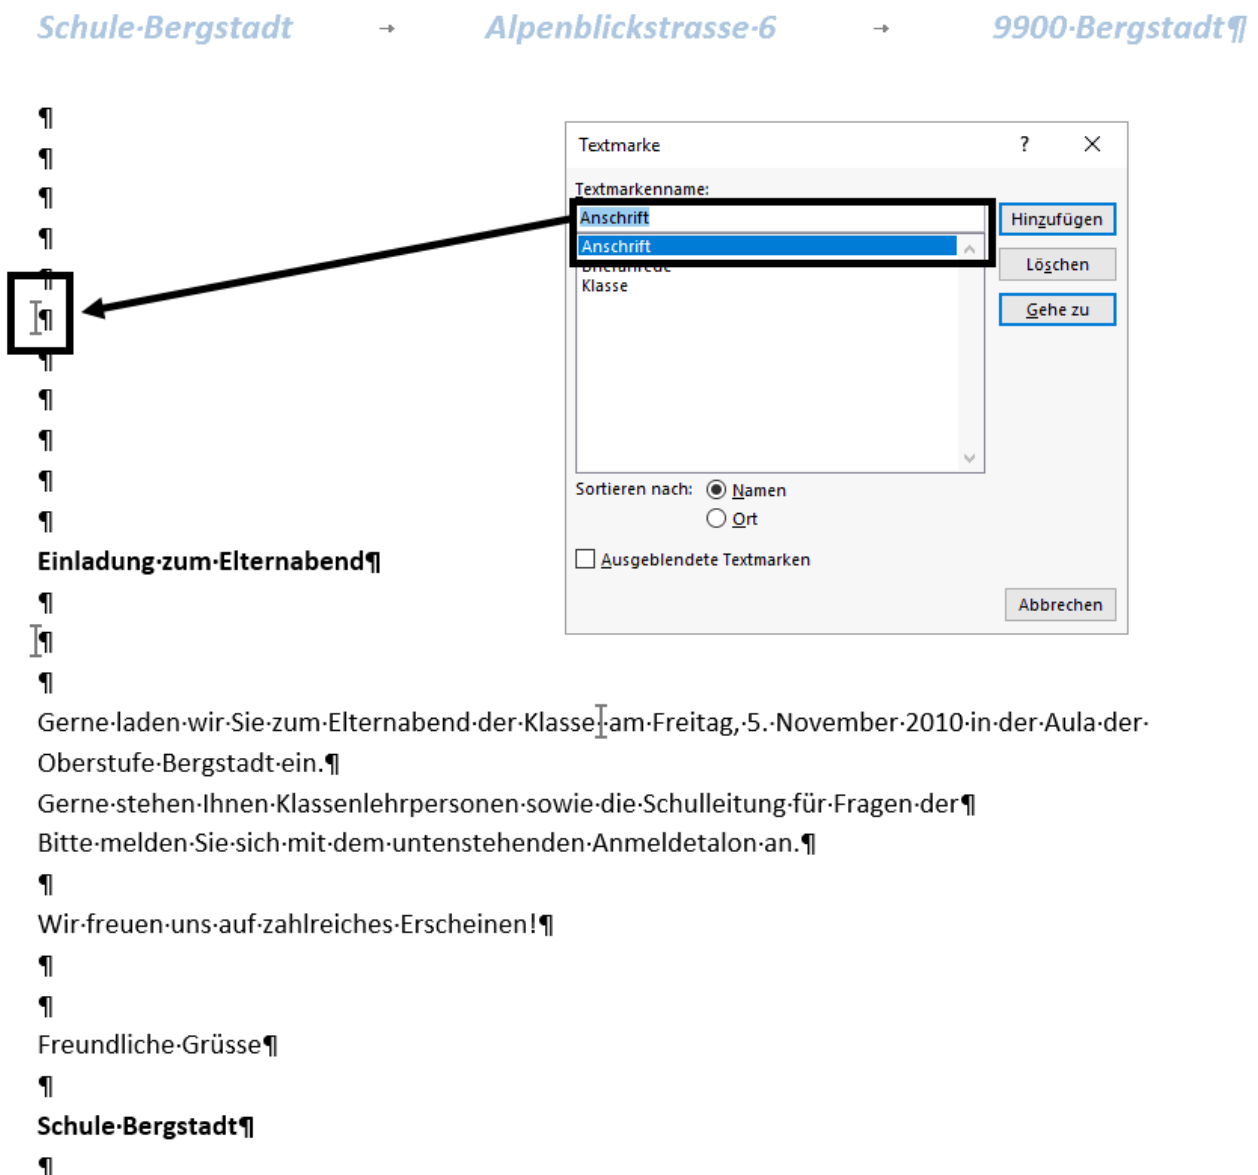 Schule·Bergstadt → Alpenblickstrasse·6 → 9900·Bergstadt¶
¶
¶
¶
¶
¶
¶
¶
¶
¶
¶
¶
Textmarke ? ×
Textmarkenname:
Anschrift
Hinzufügen
Anschrift
Briefanrede
Löschen
Klasse
Gehe zu
Sortieren nach: Namen
Ort
Ausgeblendete Textmarken
Abbrechen
Einladung·zum·Elternabend¶
¶
¶
¶
Gerne·laden·wir·Sie·zum·Elternabend·der·Klasse·am·Freitag,·5.·November·2010·in·der·Aula·der·
Oberstufe·Bergstadt·ein.¶
Gerne·stehen·Ihnen·Klassenlehrpersonen·sowie·die·Schulleitung·für·Fragen·der¶
Bitte·melden·Sie·sich·mit·dem·untenstehenden·Anmeldetalon·an.¶
¶
Wir·freuen·uns·auf·zahlreiches·Erscheinen!¶
¶
¶
Freundliche·Grüsse¶
¶
Schule·Bergstadt¶
¶